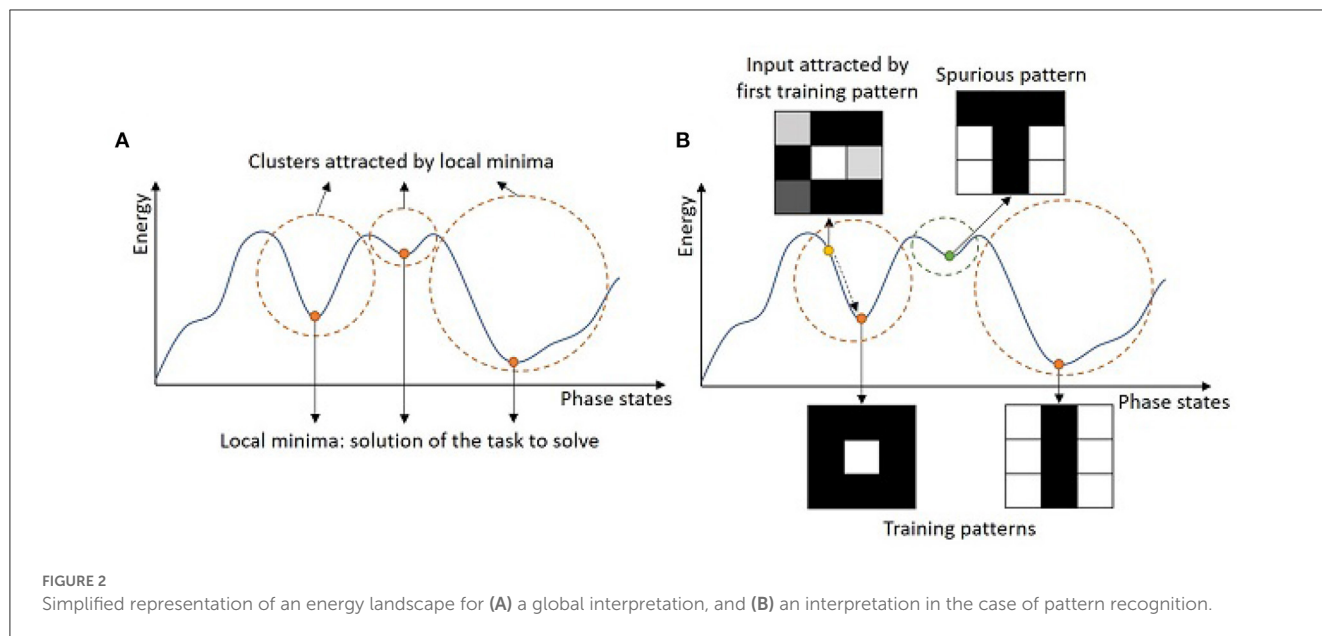 A
Clusters attracted by local minima
Energy
Phase states
Local minima: solution of the task to solve
B
Input attracted by
first training pattern
Spurious pattern
Energy
Phase states
Training patterns
FIGURE 2
Simplified representation of an energy landscape for (A) a global interpretation, and (B) an interpretation in the case of pattern recognition.